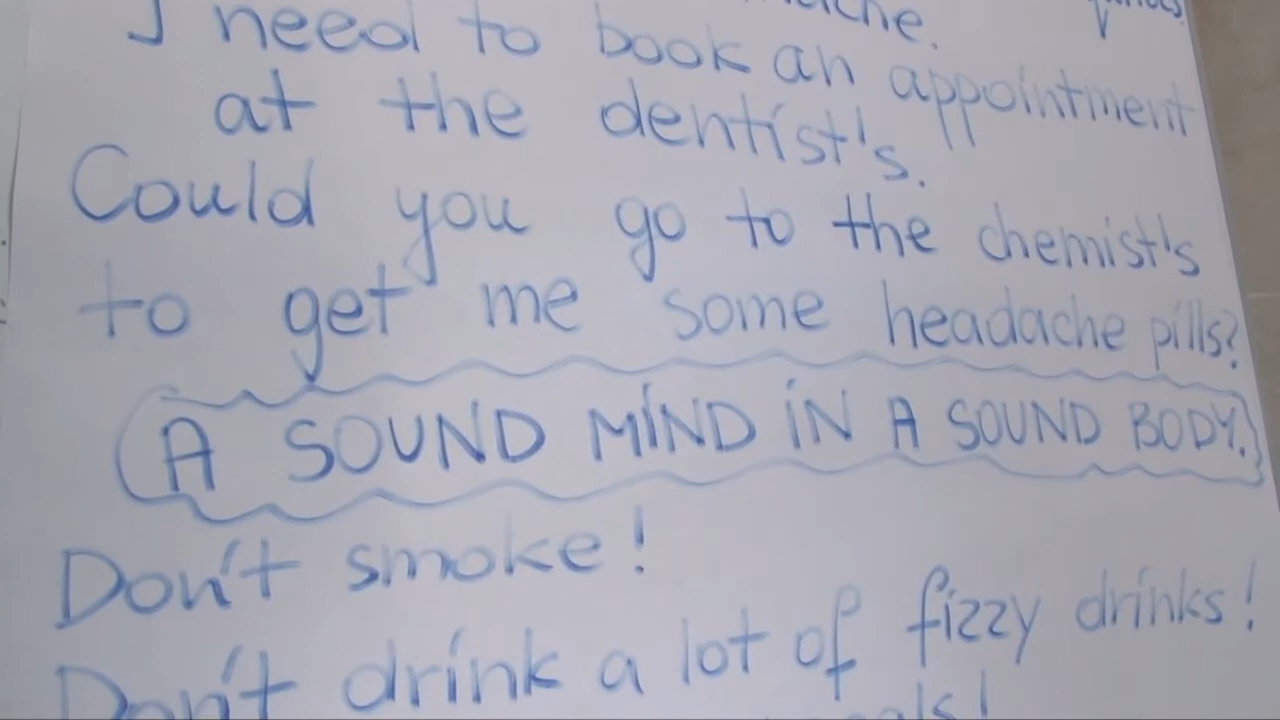 I need to book an appointment
at the dentist's.
Could you go to the chemist's
to get me some headache pills?
A SOUND MIND IN A SOUND BODY.
Don't smoke!
Don't drink a lot of fizzy drinks!